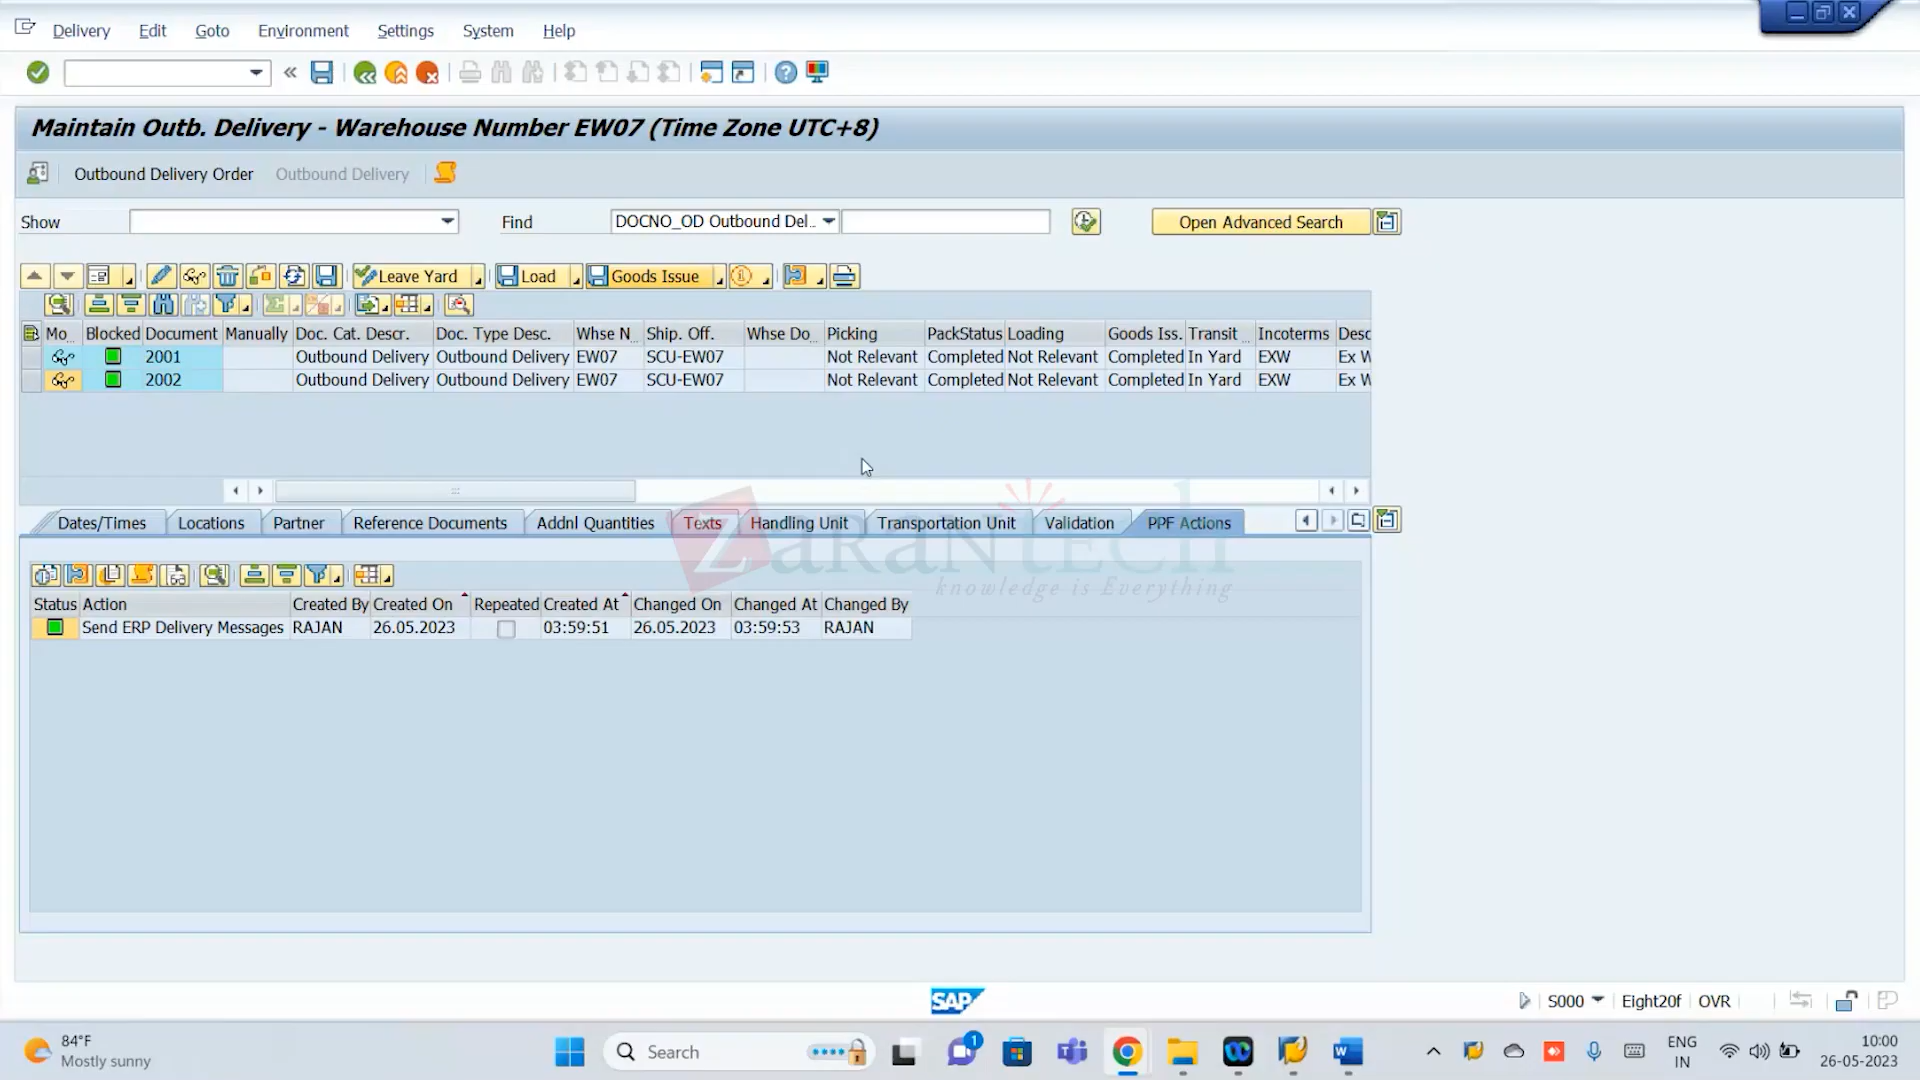 Delivery Edit Goto Environment Settings System Help
Maintain Outb. Delivery - Warehouse Number EW07 (Time Zone UTC+8)
Outbound Delivery Order Outbound Delivery
Show Find DOCNO_OD Outbound Del... Open Advanced Search
Leave Yard Load Goods Issue
Mo... Blocked Document Manually Doc. Cat. Descr. Doc. Type Desc. Whse N... Ship. Off. Whse Do... Picking PackStatus Loading Goods Iss. Transit ... Incoterms Desc
2001 Outbound Delivery Outbound Delivery EW07 SCU-EW07 Not Relevant Completed Not Relevant Completed In Yard EXW Ex W
2002 Outbound Delivery Outbound Delivery EW07 SCU-EW07 Not Relevant Completed Not Relevant Completed In Yard EXW Ex W
Dates/Times Locations Partner Reference Documents Addnl Quantities Texts Handling Unit Transportation Unit Validation PPF Actions
zaranTech
knowledge is Everything
Status Action Created By Created On Repeated Created At Changed On Changed At Changed By
Send ERP Delivery Messages RAJAN 26.05.2023 03:59:51 26.05.2023 03:59:53 RAJAN
SAP
S000 Eight20f OVR
84°F
Mostly sunny
Search
1
ENG
IN
10:00
26-05-2023